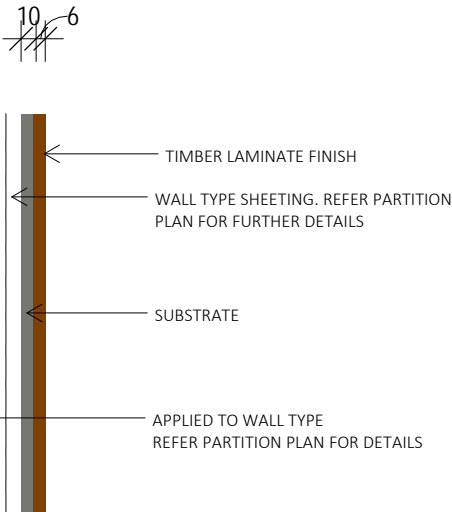 10 6
TIMBER LAMINATE FINISH
WALL TYPE SHEETING. REFER PARTITION
PLAN FOR FURTHER DETAILS
SUBSTRATE
APPLIED TO WALL TYPE
REFER PARTITION PLAN FOR DETAILS